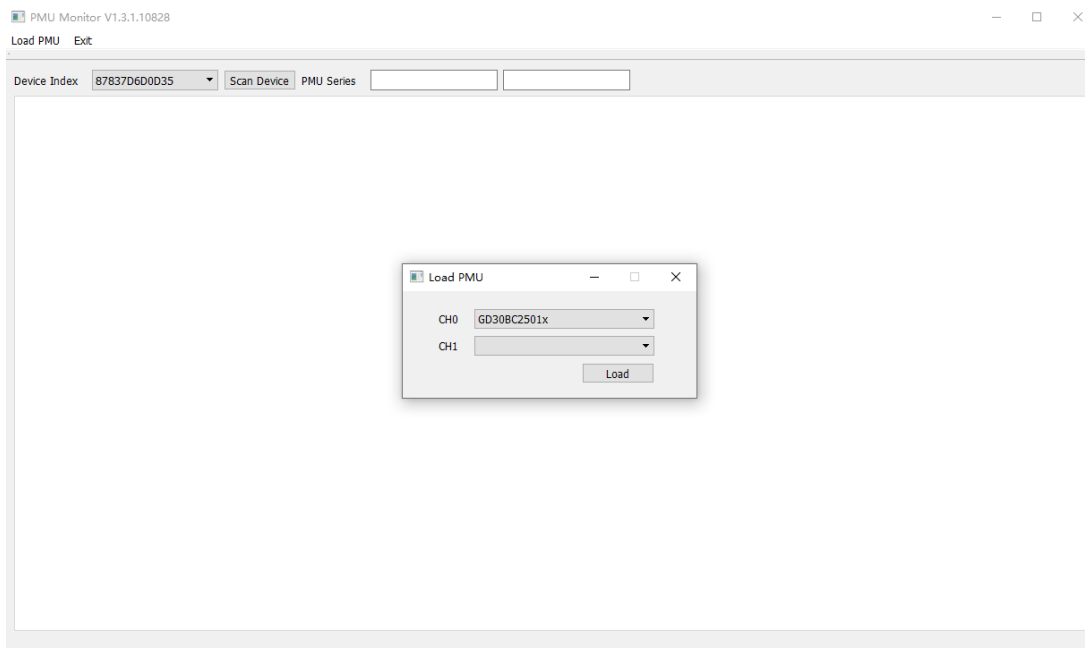 PMU Monitor V1.3.1.10828
Load PMU Exit
Device Index 87837D6D0D35 Scan Device PMU Series
Load PMU
CH0 GD30BC2501x
CH1
Load